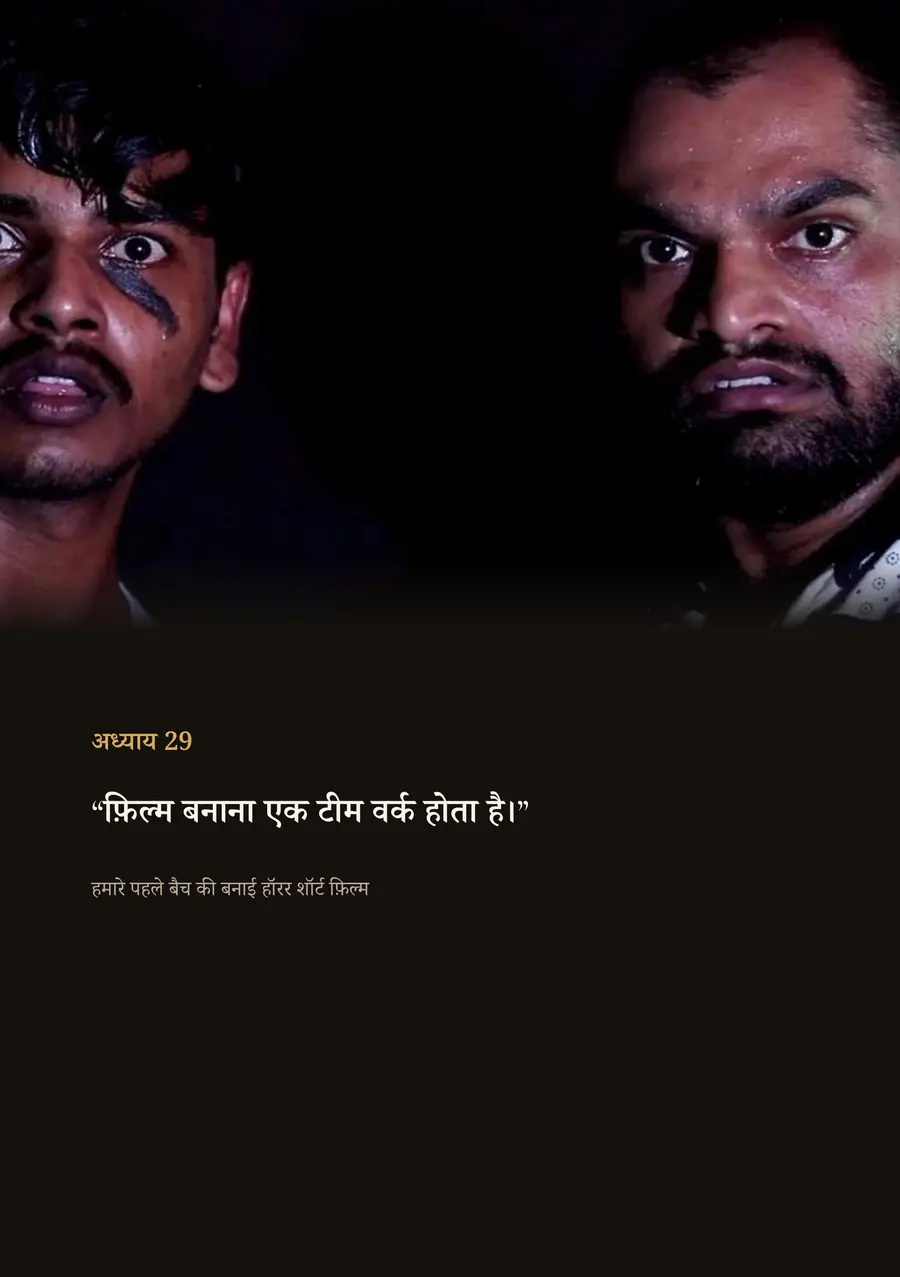 अध्याय 29
“फ़िल्म बनाना एक टीम वर्क होता है।”
हमारे पहले बैच की बनाई हॉरर शॉर्ट फ़िल्म